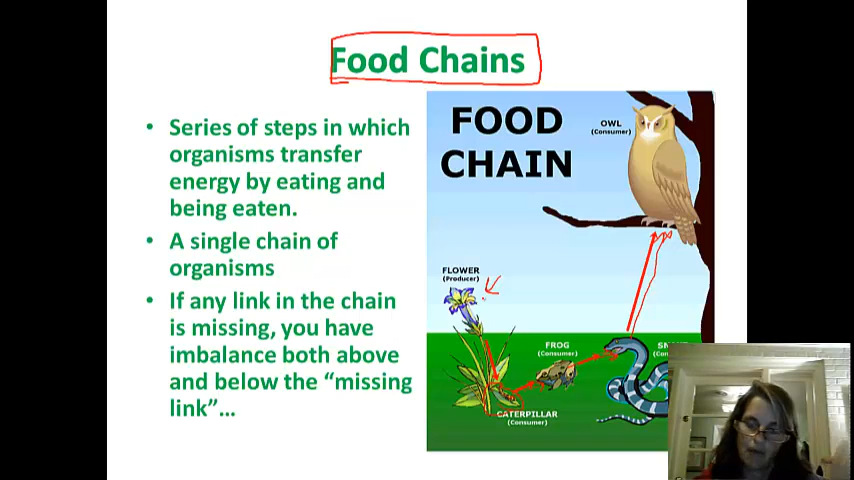 Food Chains
• Series of steps in which
organisms transfer
energy by eating and
being eaten.
• A single chain of
organisms
• If any link in the chain
is missing, you have
imbalance both above
and below the “missing
link”...
FOOD
CHAIN
OWL
(Consumer)
FLOWER
(Producer)
FROG
(Consumer)
CATERPILLAR
(Consumer)